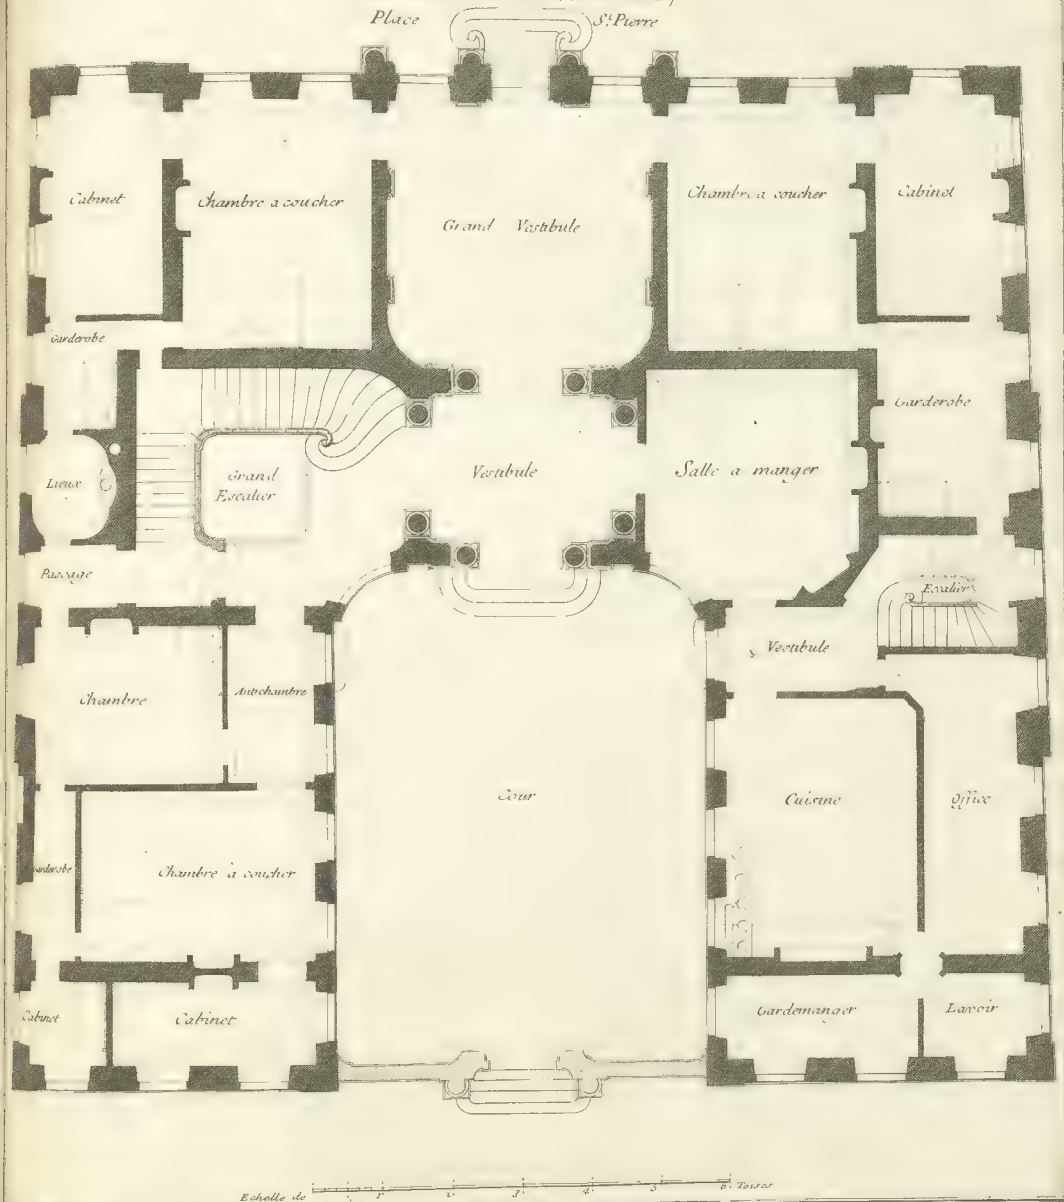 Place St. Pierre
Cabinet
Chambre a coucher
Grand Vestibule
Chambre a coucher
Cabinet
Garderobe
Garderobe
Lieux
Grand
Escalier
Vestibule
Salle a manger
Passage
Escalier
Vestibule
Chambre
Antichambre
Cour
Cuisine
Office
Garderobe
Chambre à coucher
Cabinet
Cabinet
Gardemanger
Lavoir
Echelle de 1 2 3 4 5 6. Toises